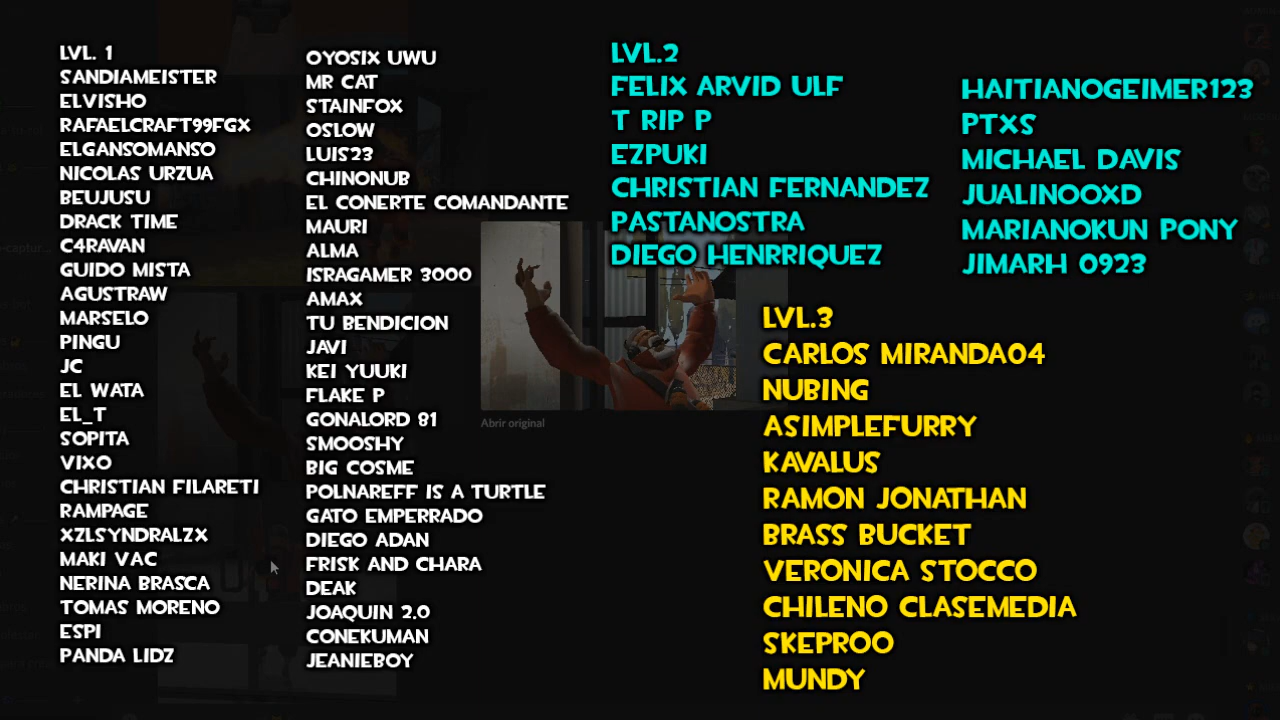 LVL. 1
SANDIAMEISTER
ELVISHO
RAFAELCRAFT99FGX
ELGANSOMANSO
NICOLAS URZUA
BEUJUSU
DRACK TIME
C4RAVAN
GUIDO MISTA
AGUSTRAW
MARSELO
PINGU
JC
EL WATA
EL_T
SOPITA
VIXO
CHRISTIAN FILARETI
RAMPAGE
XZLSYNDRALZX
MAKI VAC
NERINA BRASCA
TOMAS MORENO
ESPI
PANDA LIDZ
OYOSIX UWU
MR CAT
STAINFOX
OSLOW
LUIS23
CHINONUB
EL CONERTE COMANDANTE
MAURI
ALMA
ISRAGAMER 3000
AMAX
TU BENDICION
JAVI
KEI YUUKI
FLAKE P
GONALORD 81
SMOOSHY
BIG COSME
POLNAREFF IS A TURTLE
GATO EMPERRADO
DIEGO ADAN
FRISK AND CHARA
DEAK
JOAQUIN 2.0
CONEKUMAN
JEANIEBOY
LVL.2
FELIX ARVID ULF
T RIP P
EZPUKI
CHRISTIAN FERNANDEZ
PASTANOSTRA
DIEGO HENRRIQUEZ
HAITIANOGEIMER123
PTXS
MICHAEL DAVIS
JUALINOOXD
MARIANOKUN PONY
JIMARH 0923
LVL.3
CARLOS MIRANDA04
NUBING
ASIMPLEFURRY
KAVALUS
RAMON JONATHAN
BRASS BUCKET
VERONICA STOCCO
CHILENO CLASEMEDIA
SKEPROO
MUNDY
Abrir original